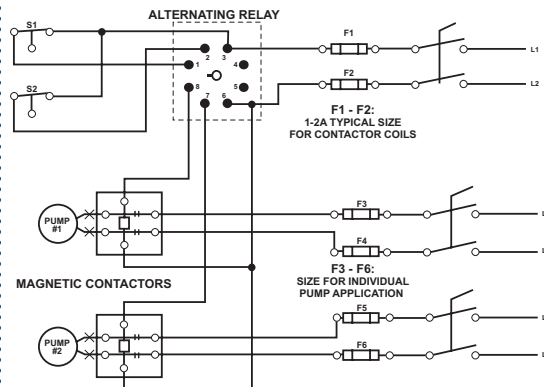 ALTERNATING RELAY
S1
F1
L1
2
3
1
4
S2
F2
L2
8
5
7
6
F1 - F2:
1-2A TYPICAL SIZE
FOR CONTACTOR COILS
F3
L
PUMP
#1
F4
L
F3 - F6:
SIZE FOR INDIVIDUAL
PUMP APPLICATION
MAGNETIC CONTACTORS
F5
L
PUMP
#2
F6
L